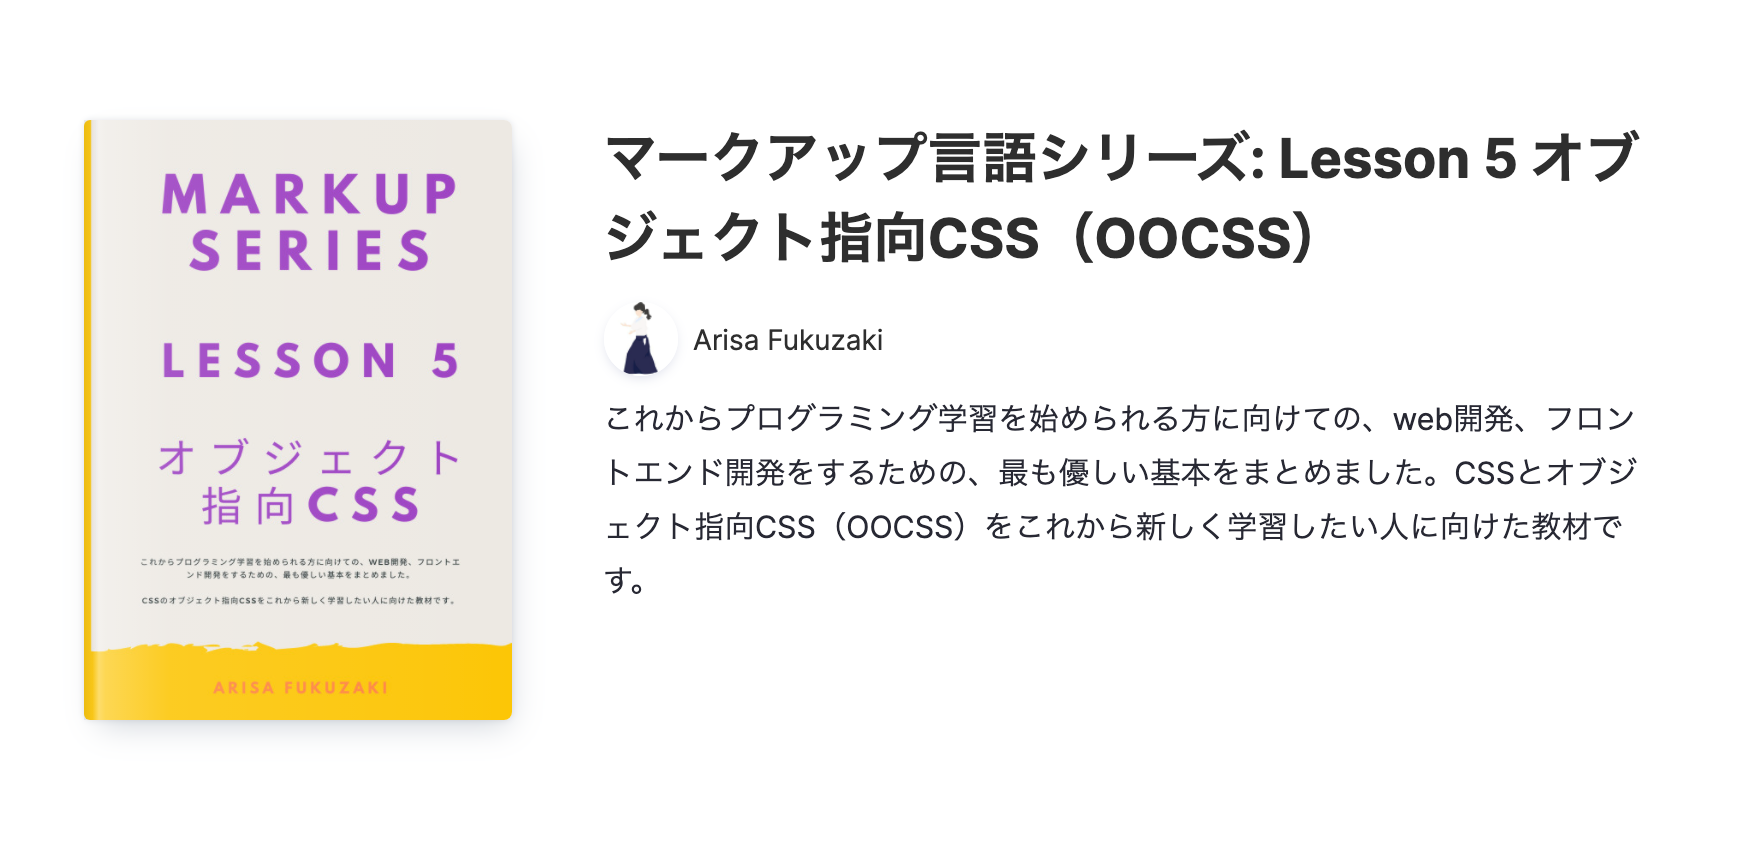 MARKUP
SERIES
LESSON 5
オブジェクト
指向CSS
これからプログラミング学習を始められる方に向けての、WEB開発、フロントエ
ンド開発をするための、最も優しい基本をまとめました。
CSSのオブジェクト指向CSSをこれから新しく学習したい人に向けた教材です。
ARISA FUKUZAKI
マークアップ言語シリーズ: Lesson 5 オブ
ジェクト指向CSS（OOCSS）
Arisa Fukuzaki
これからプログラミング学習を始められる方に向けての、web開発、フロン
トエンド開発をするための、最も優しい基本をまとめました。CSSとオブジ
ェクト指向CSS（OOCSS）をこれから新しく学習したい人に向けた教材で
す。